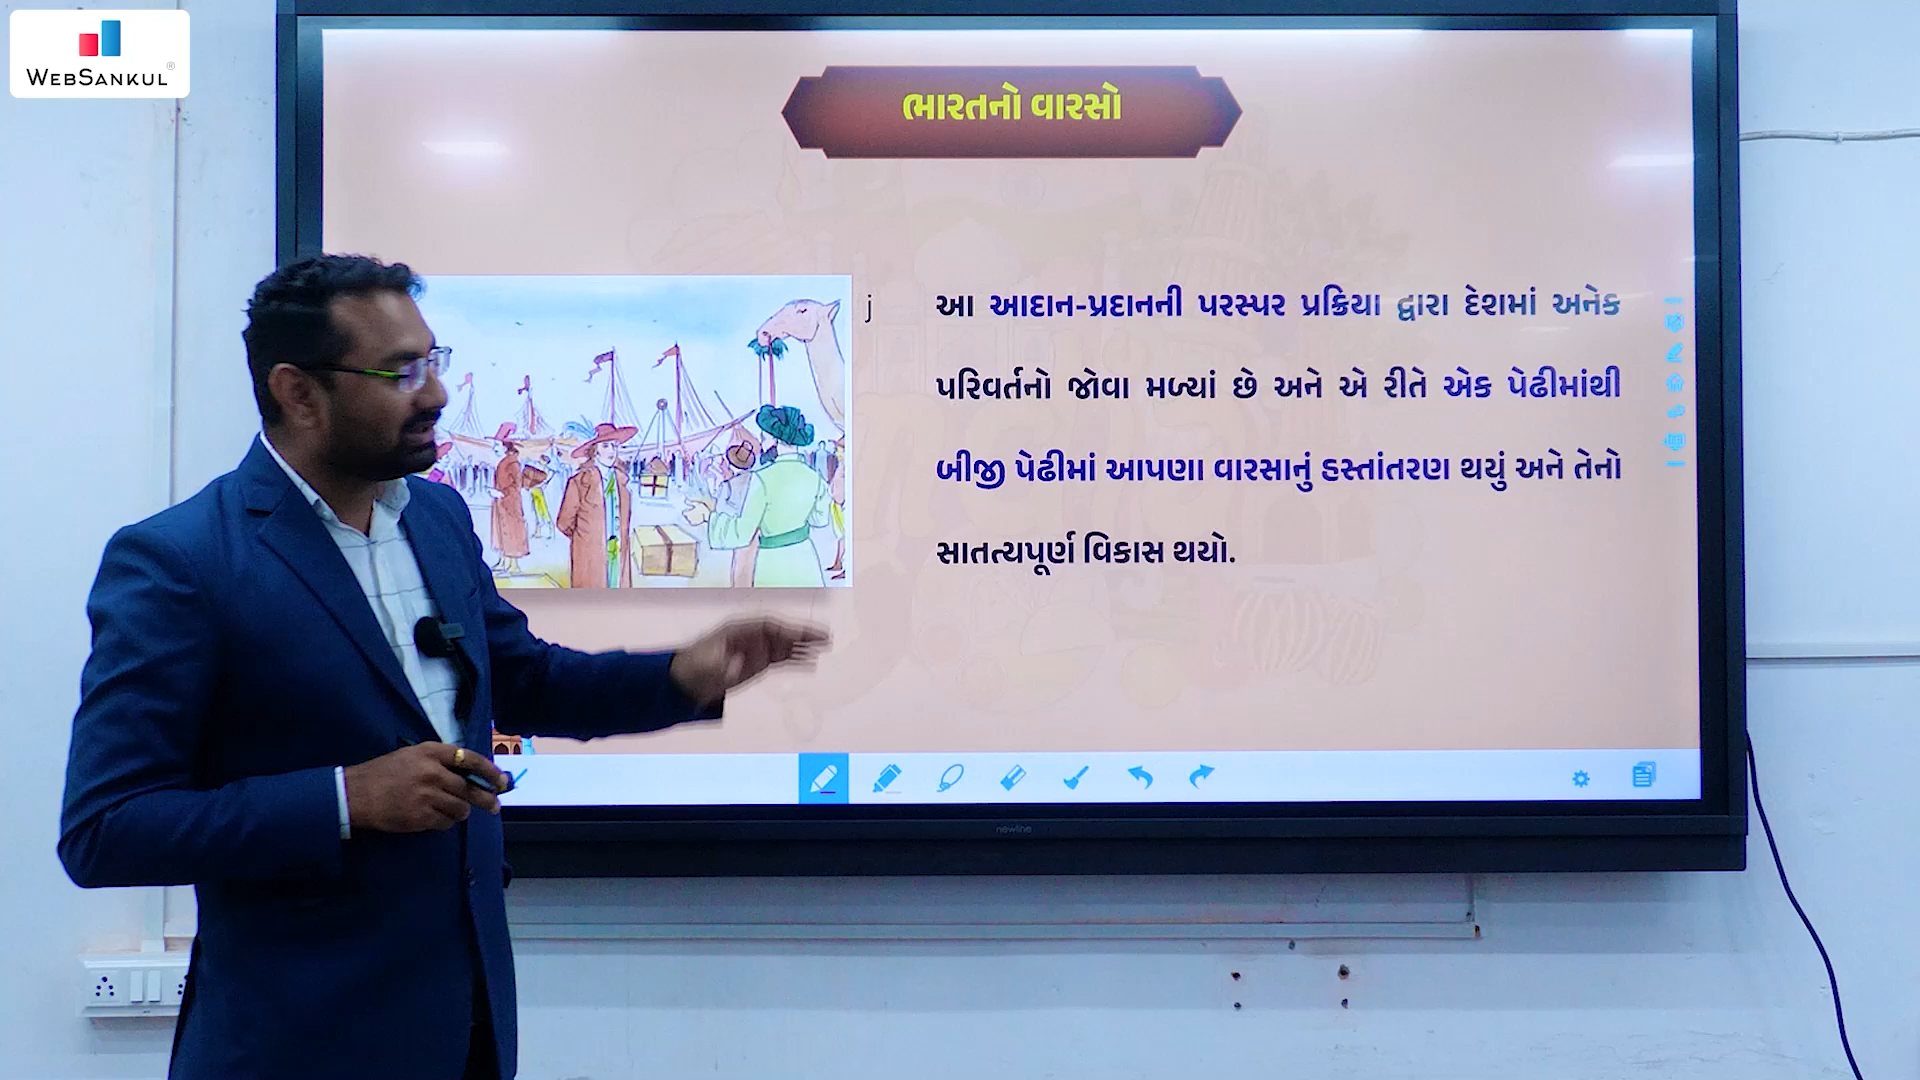 WEBSANKUL®
ભારતનો વારસો
j
આ આદાન-પ્રદાનની પરસ્પર પ્રક્રિયા દ્વારા દેશમાં અનેક
પરિવર્તનો જોવા મળ્યાં છે અને એ રીતે એક પેઢીમાંથી
બીજી પેઢીમાં આપણા વારસાનું હસ્તાંતરણ થયું અને તેનો
સાતત્યપૂર્ણ વિકાસ થયો.
newline